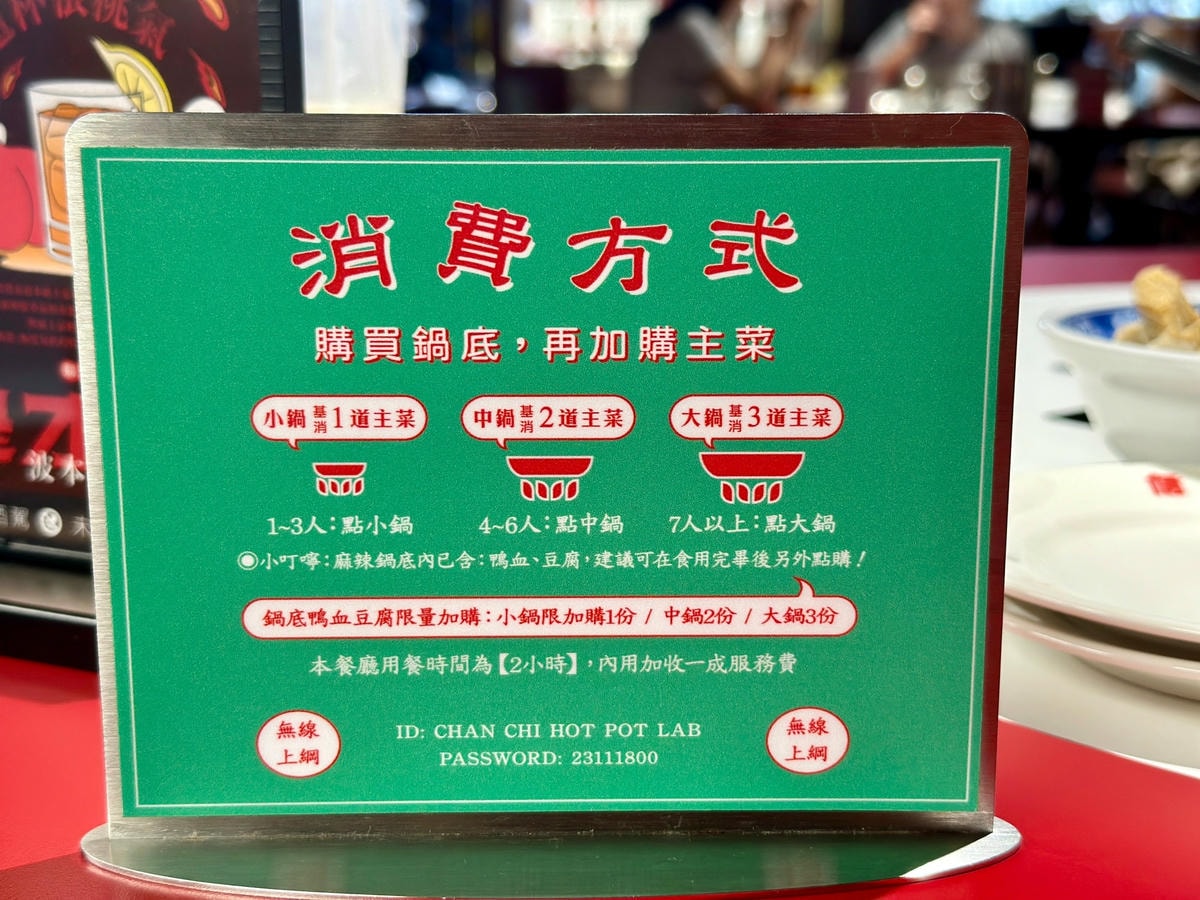 消費方式
購買鍋底，再加購主菜
小鍋基消1道主菜
中鍋基消2道主菜
大鍋基消3道主菜
1~3人：點小鍋
4~6人：點中鍋
7人以上：點大鍋
◉小叮嚀：麻辣鍋底內已含：鴨血、豆腐，建議可在食用完畢後另外點購！
鍋底鴨血豆腐限量加購：小鍋限加購1份 / 中鍋2份 / 大鍋3份
本餐廳用餐時間為【2小時】，內用加收一成服務費
無線
上網
ID: CHAN CHI HOT POT LAB
PASSWORD: 23111800
無線
上網